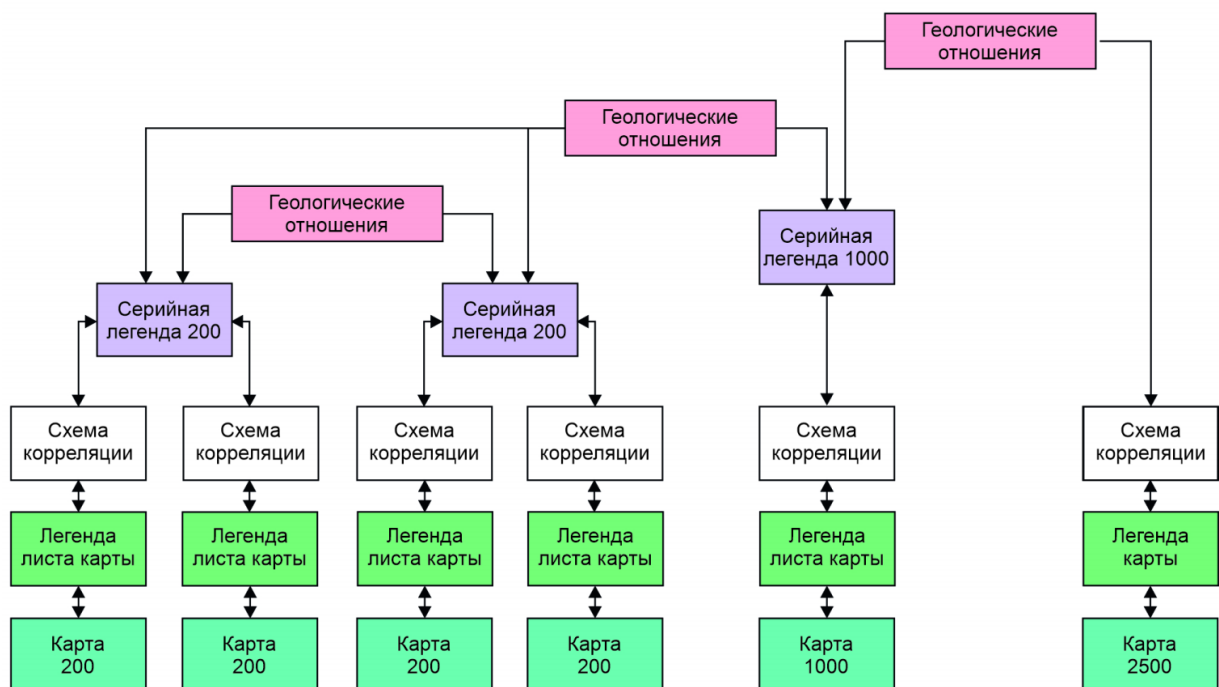 Геологические
отношения
Геологические
отношения
Геологические
отношения
Серийная
легенда 1000
Серийная
легенда 200
Серийная
легенда 200
Схема
корреляции
Схема
корреляции
Схема
корреляции
Схема
корреляции
Схема
корреляции
Схема
корреляции
Легенда
листа карты
Легенда
листа карты
Легенда
листа карты
Легенда
листа карты
Легенда
листа карты
Легенда
карты
Карта
200
Карта
200
Карта
200
Карта
200
Карта
1000
Карта
2500